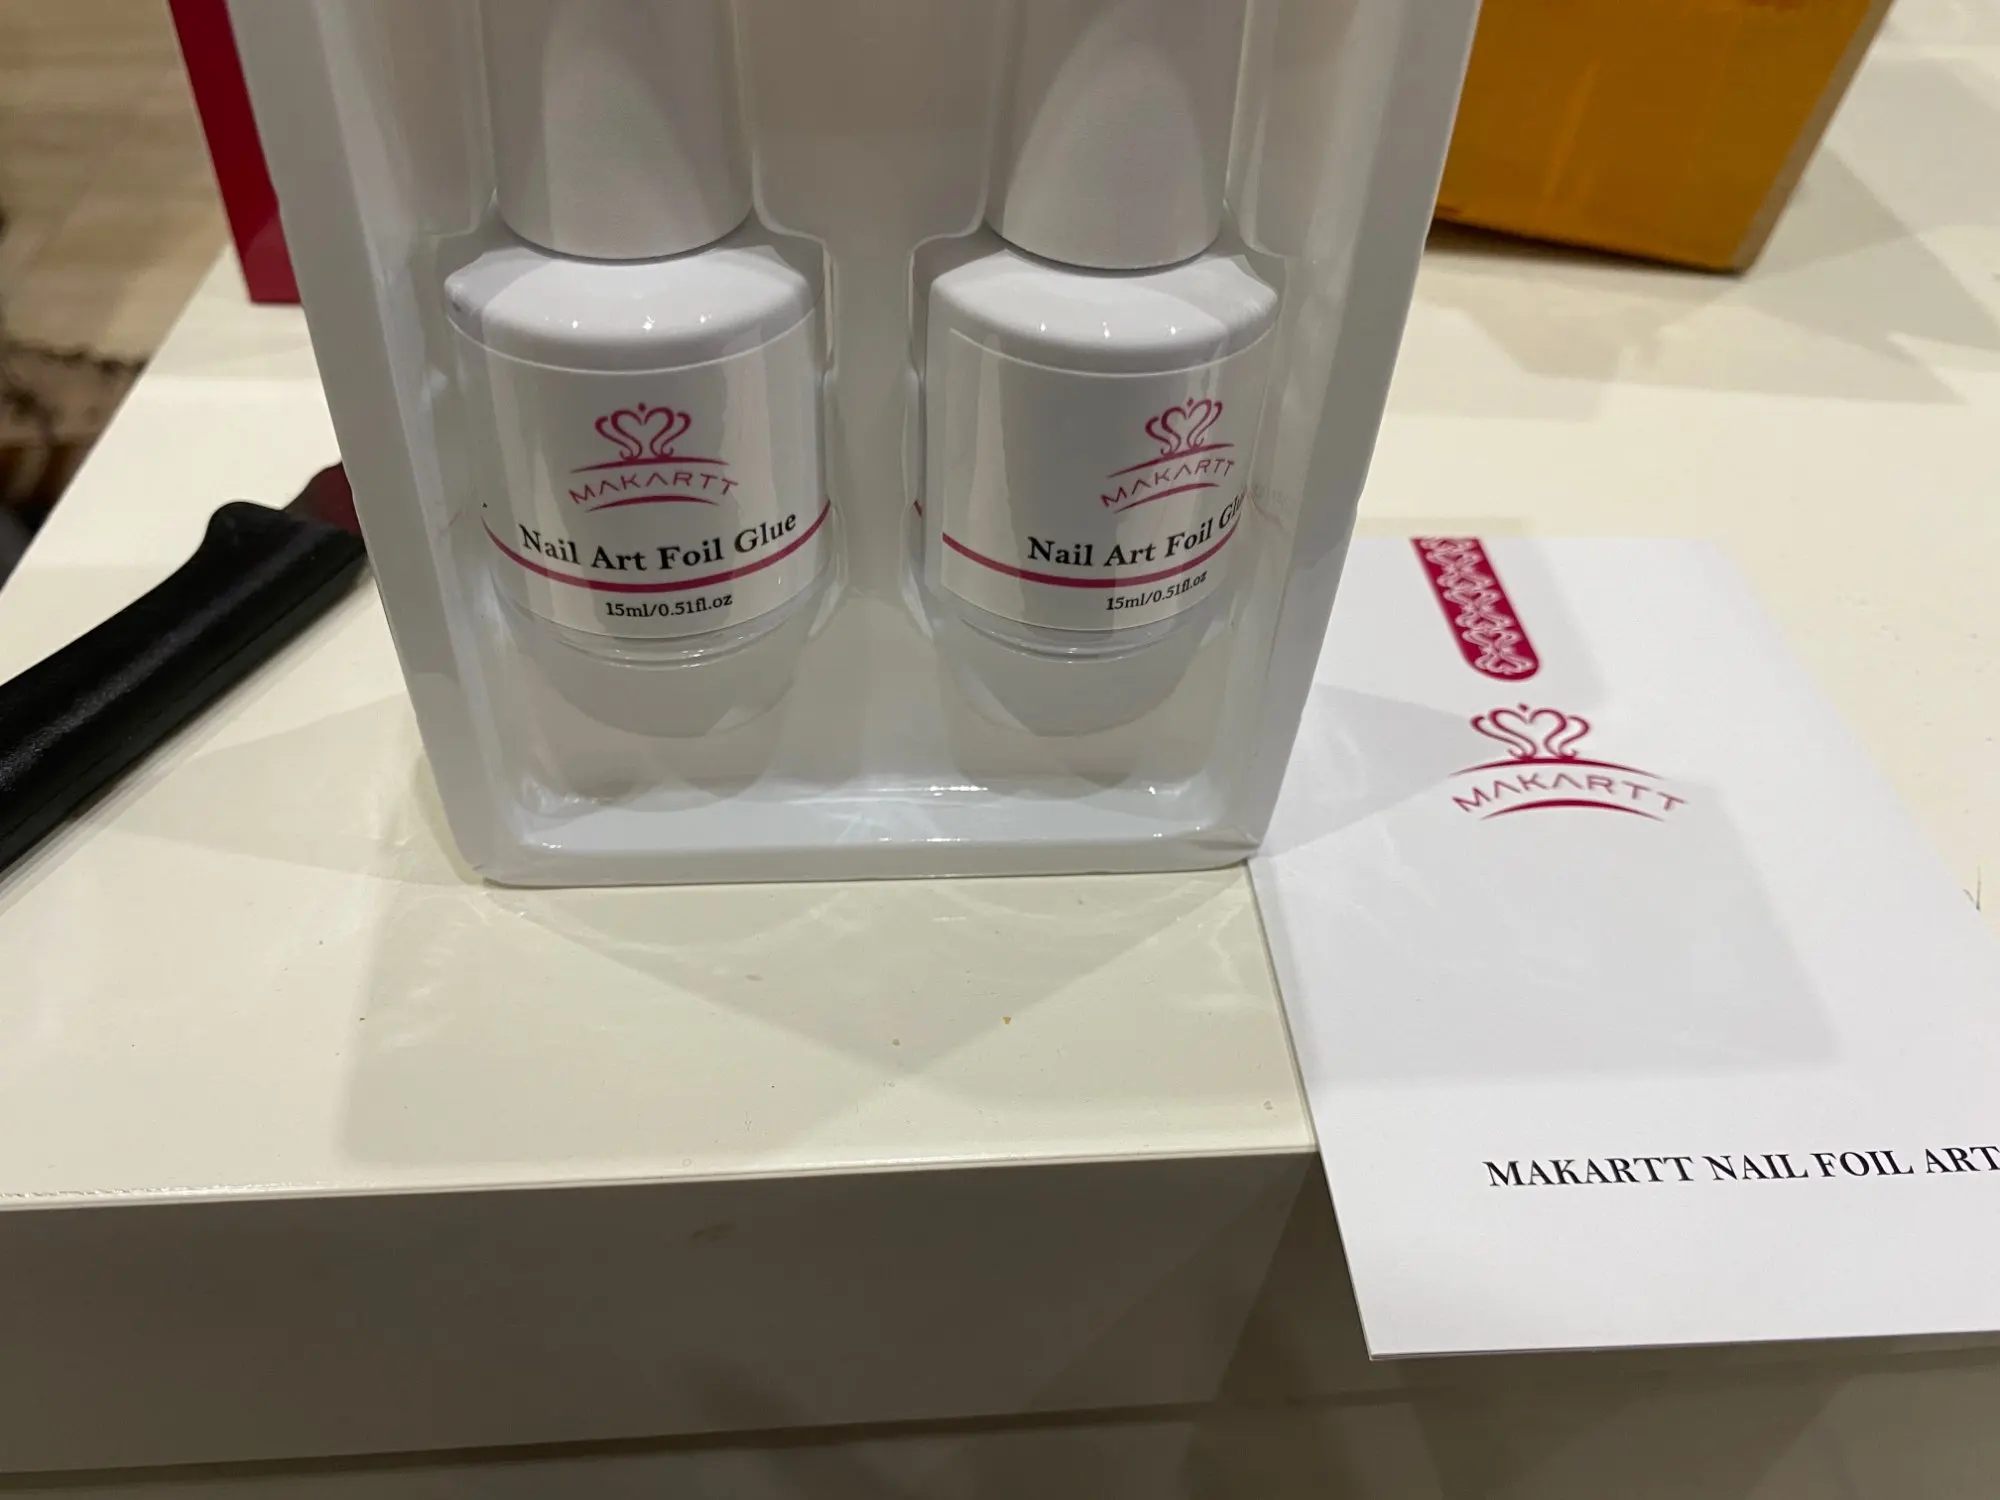 MAKARTT
Nail Art Foil Glue
15ml/0.51fl.oz
MAKARTT
Nail Art Foil
15ml/0.51fl.oz
MAKARTT
MAKARTT NAIL FOIL ART